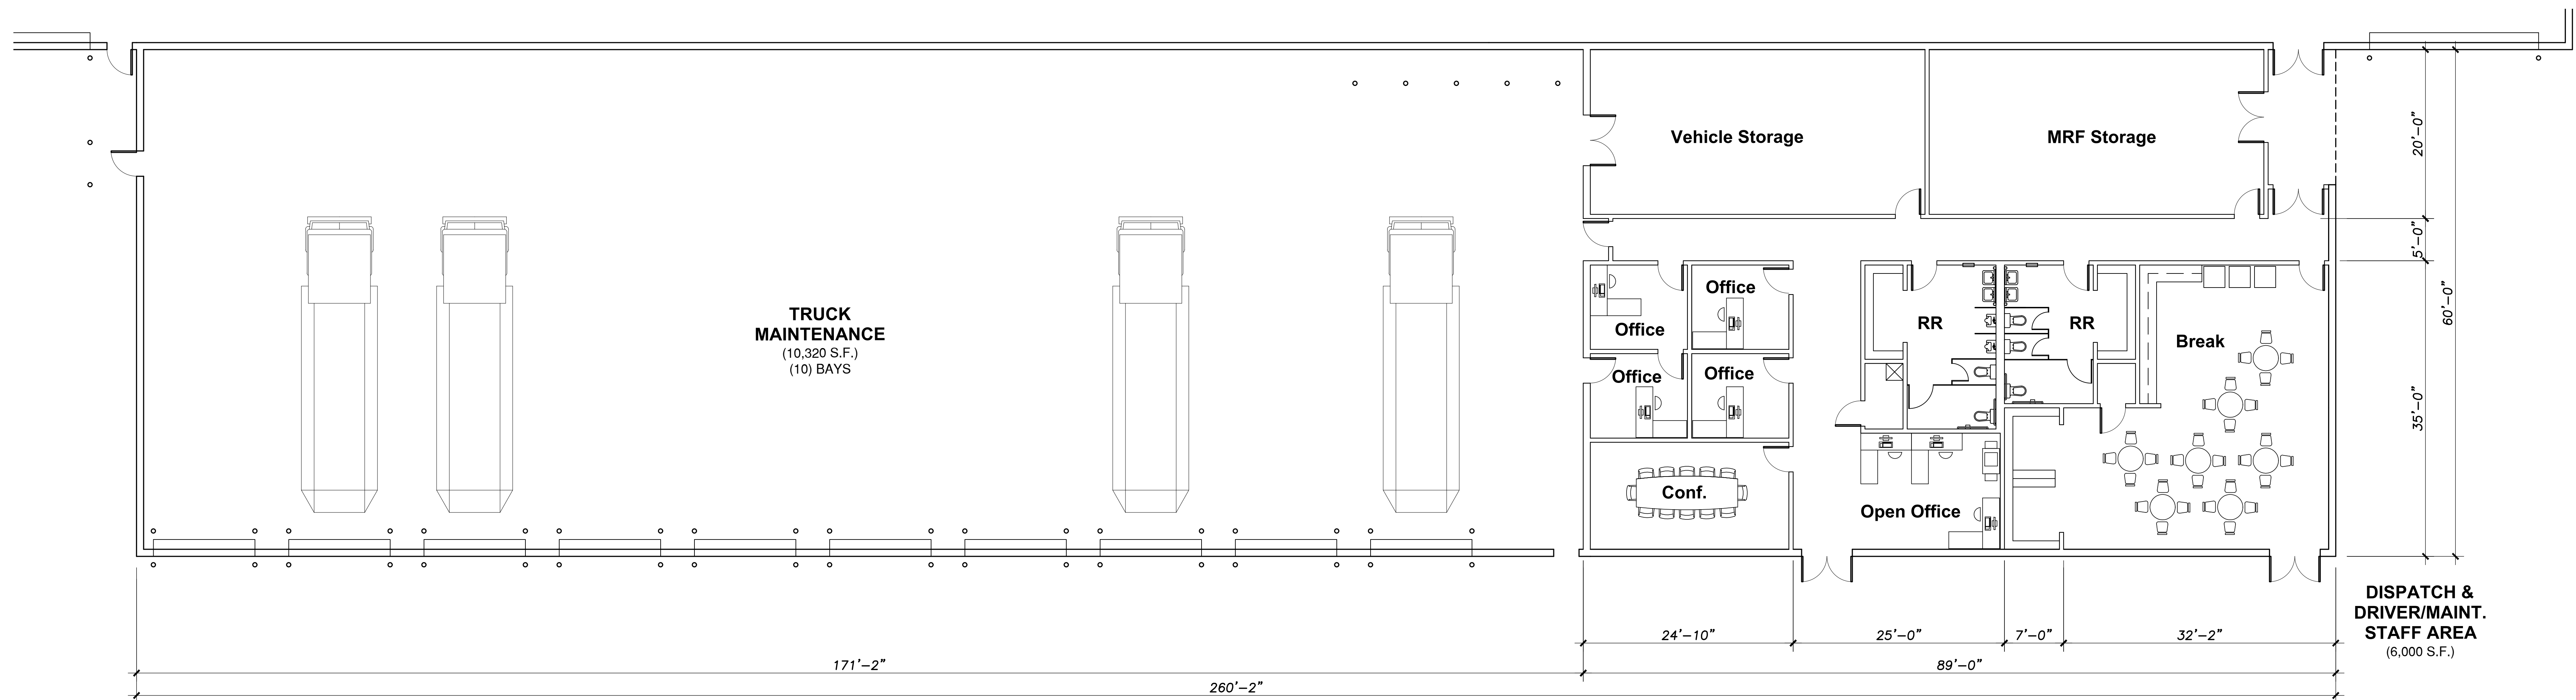 Vehicle Storage
MRF Storage
20'-0"
5'-0"
60'-0"
35'-0"
TRUCK
MAINTENANCE
(10,320 S.F.)
(10) BAYS
Office
Office
Office
Office
RR
RR
Break
Conf.
Open Office
DISPATCH &
DRIVER/MAINT.
STAFF AREA
(6,000 S.F.)
24'-10"
25'-0"
7'-0"
32'-2"
171'-2"
89'-0"
260'-2"